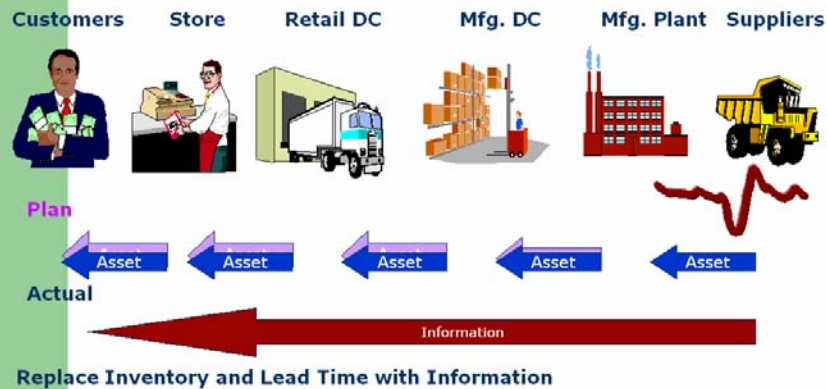 Customers Store Retail DC Mfg. DC Mfg. Plant Suppliers
Plan
Asset Asset Asset Asset Asset
Actual
Information
Replace Inventory and Lead Time with Information